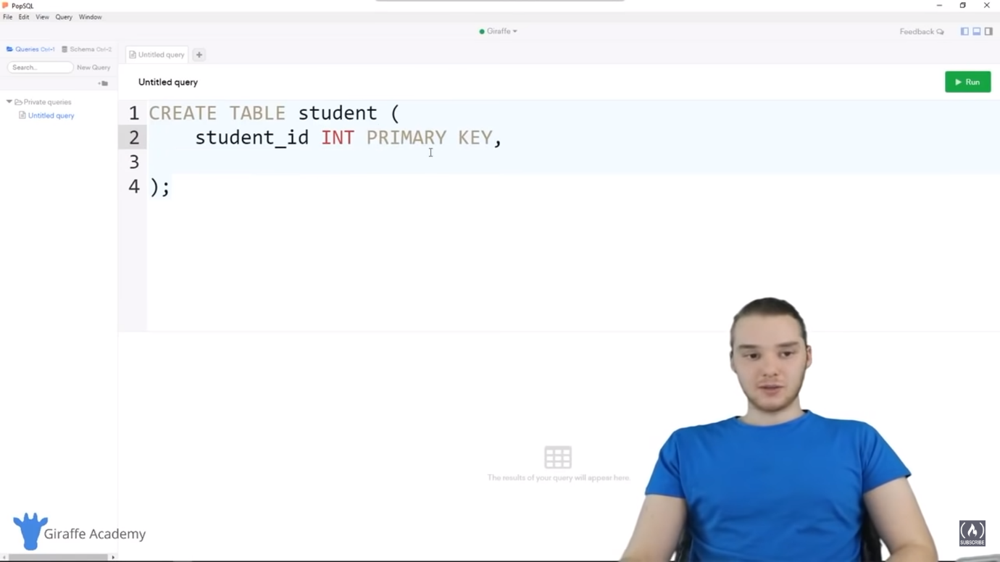 PopSQL
File Edit View Query Window
Giraffe
Feedback
Queries Ctrl+1 Schema Ctrl+2
Untitled query
Search...
New Query
Untitled query
Run
Private queries
Untitled query
1 CREATE TABLE student (
2 student_id INT PRIMARY KEY,
3
4 );
The results of your query will appear here.
Giraffe Academy
SUBSCRIBE